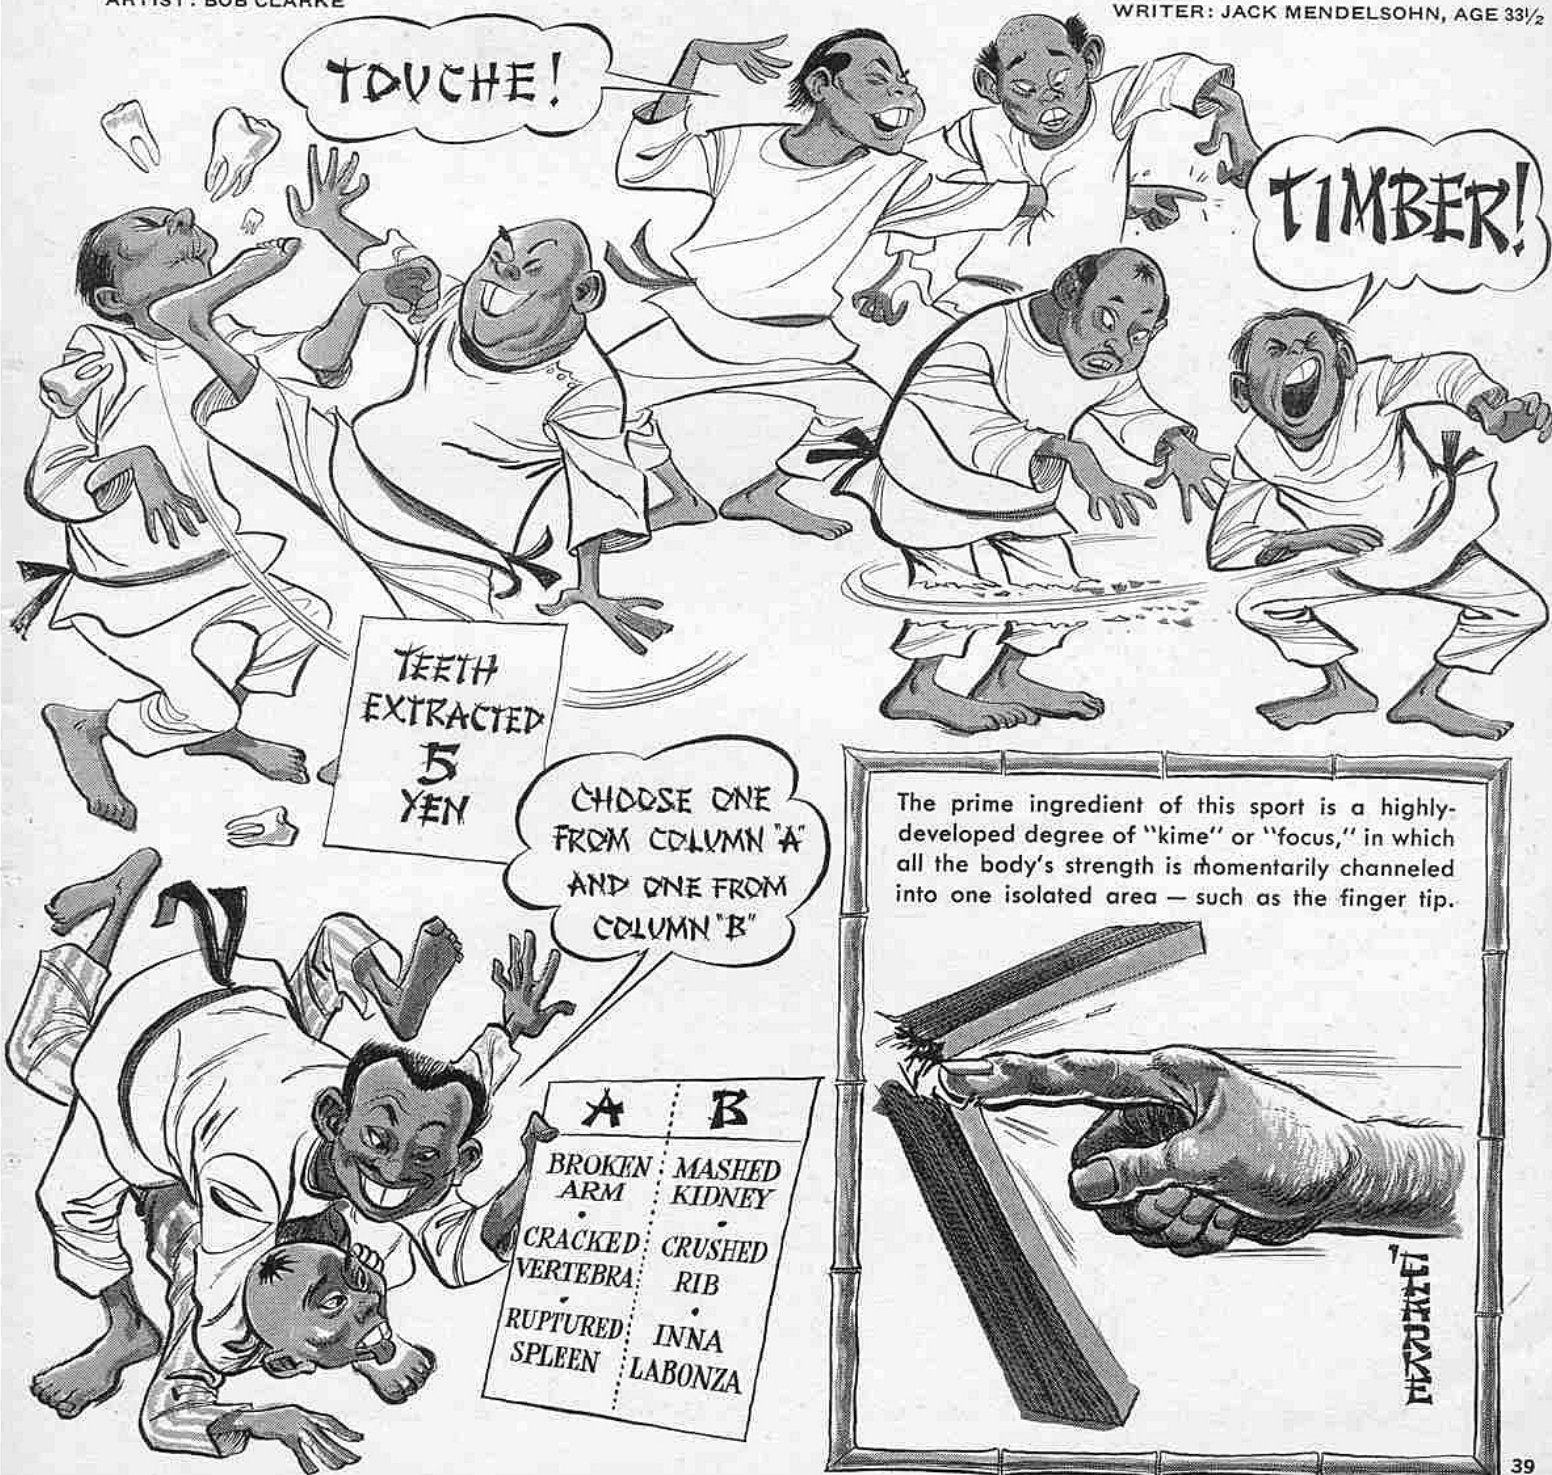 ARTIST: BOB CLARKE
WRITER: JACK MENDELSOHN, AGE 33½
TOUCHE!
TIMBER!
TEETH
EXTRACTED
5
YEN
CHOOSE ONE
FROM COLUMN "A"
AND ONE FROM
COLUMN "B"
The prime ingredient of this sport is a highly-
developed degree of "kime" or "focus," in which
all the body's strength is momentarily channeled
into one isolated area — such as the finger tip.
A
BROKEN
ARM
•
CRACKED
VERTEBRA
•
RUPTURED
SPLEEN
B
MASHED
KIDNEY
•
CRUSHED
RIB
•
INNA
LABONZA
CLARKE
39